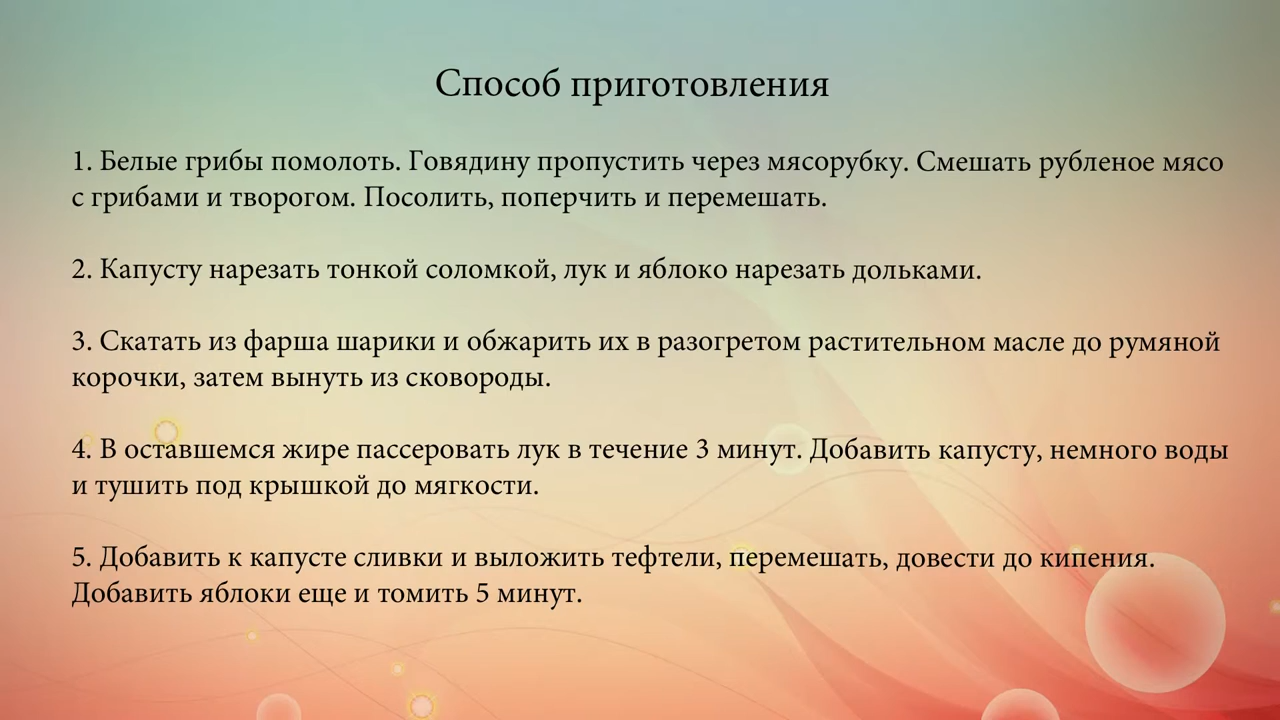 Способ приготовления
1. Белые грибы помолоть. Говядину пропустить через мясорубку. Смешать рубленое мясо
с грибами и творогом. Посолить, поперчить и перемешать.
2. Капусту нарезать тонкой соломкой, лук и яблоко нарезать дольками.
3. Скатать из фарша шарики и обжарить их в разогретом растительном масле до румяной
корочки, затем вынуть из сковороды.
4. В оставшемся жире пассеровать лук в течение 3 минут. Добавить капусту, немного воды
и тушить под крышкой до мягкости.
5. Добавить к капусте сливки и выложить тефтели, перемешать, довести до кипения.
Добавить яблоки еще и томить 5 минут.